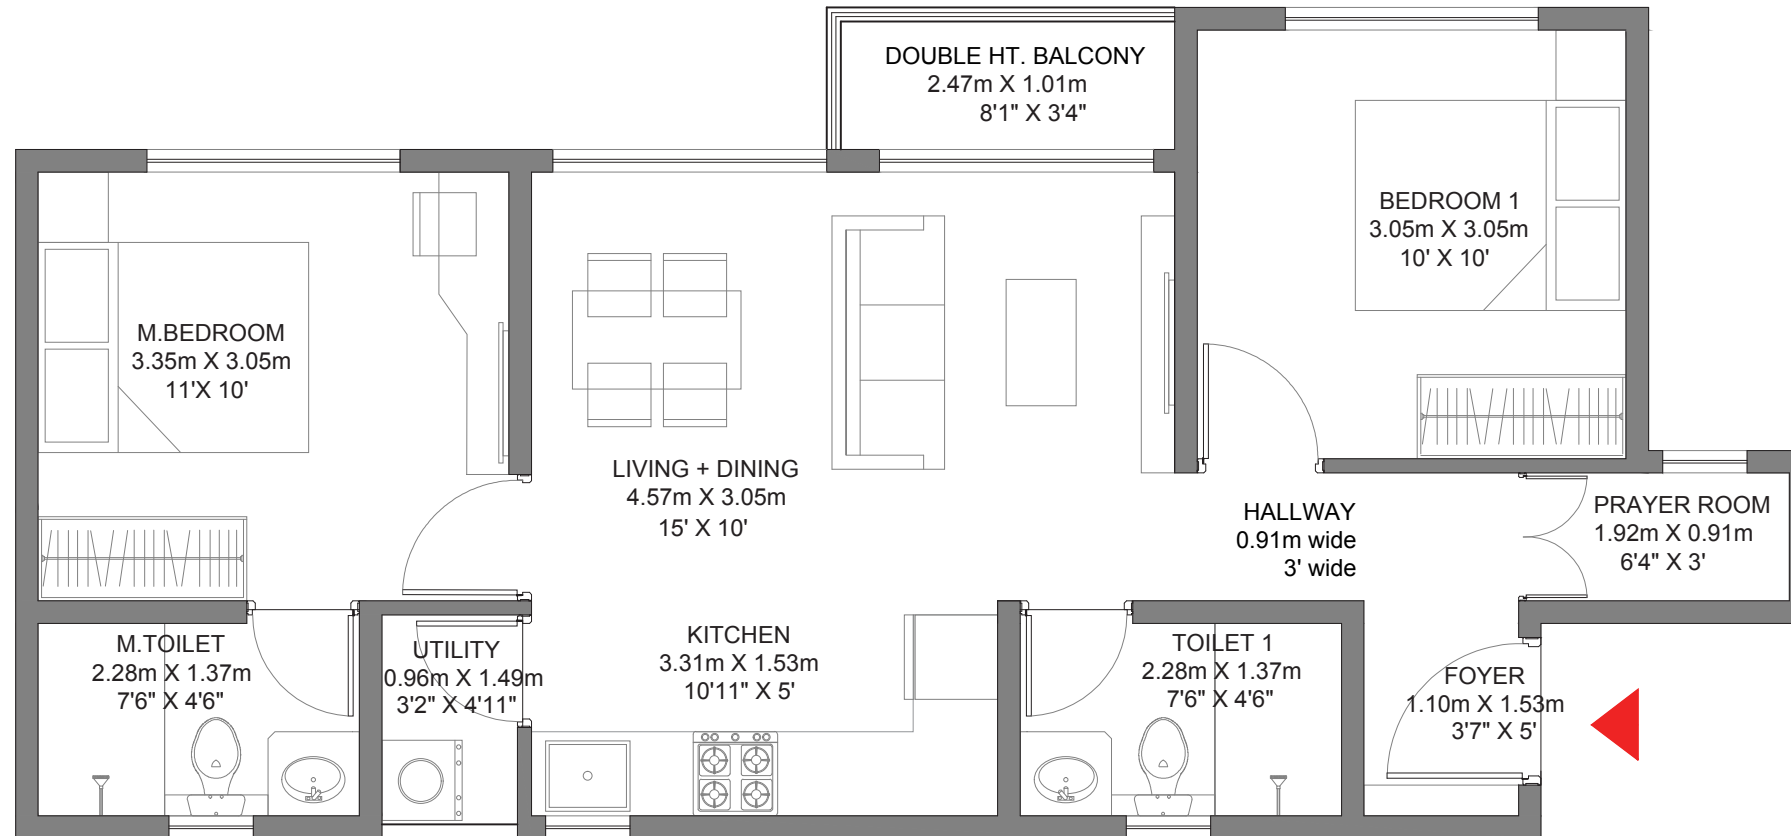 DOUBLE HT. BALCONY
2.47m X 1.01m
8'1" X 3'4"
BEDROOM 1
3.05m X 3.05m
10' X 10'
M.BEDROOM
3.35m X 3.05m
11'X 10'
LIVING + DINING
4.57m X 3.05m
15' X 10'
HALLWAY
0.91m wide
3' wide
PRAYER ROOM
1.92m X 0.91m
6'4" X 3'
M.TOILET
2.28m X 1.37m
7'6" X 4'6"
UTILITY
0.96m X 1.49m
3'2" X 4'11"
KITCHEN
3.31m X 1.53m
10'11" X 5'
TOILET 1
2.28m X 1.37m
7'6" X 4'6"
FOYER
1.10m X 1.53m
3'7" X 5'